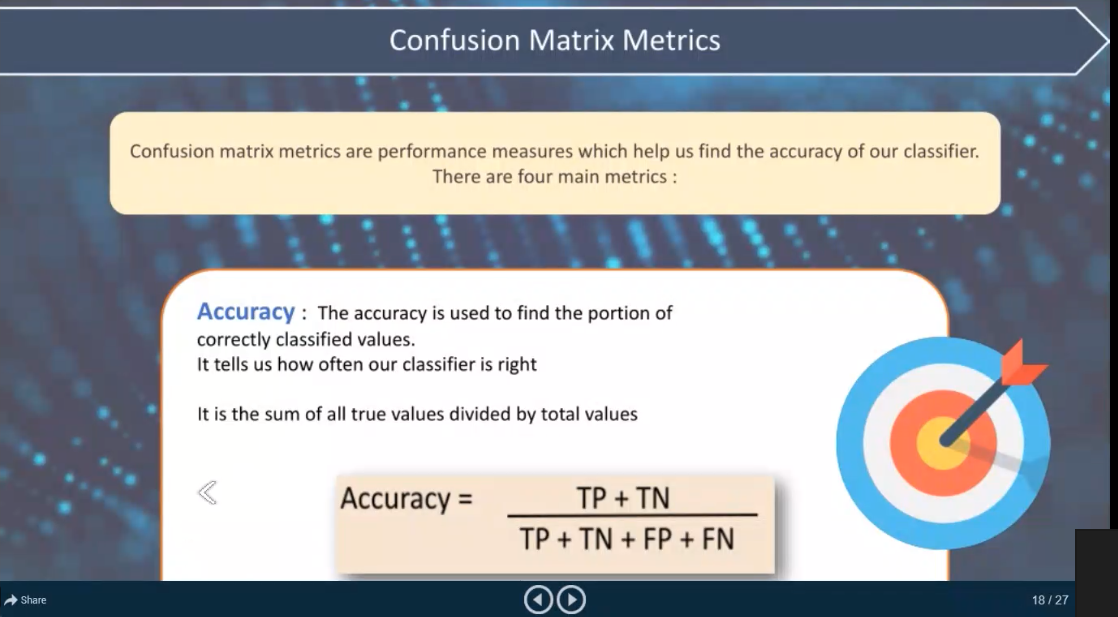 Confusion Matrix Metrics
Confusion matrix metrics are performance measures which help us find the accuracy of our classifier.
There are four main metrics :
Accuracy : The accuracy is used to find the portion of
correctly classified values.
It tells us how often our classifier is right
It is the sum of all true values divided by total values
Accuracy =
TP + TN
TP + TN + FP + FN
Share
18 / 27